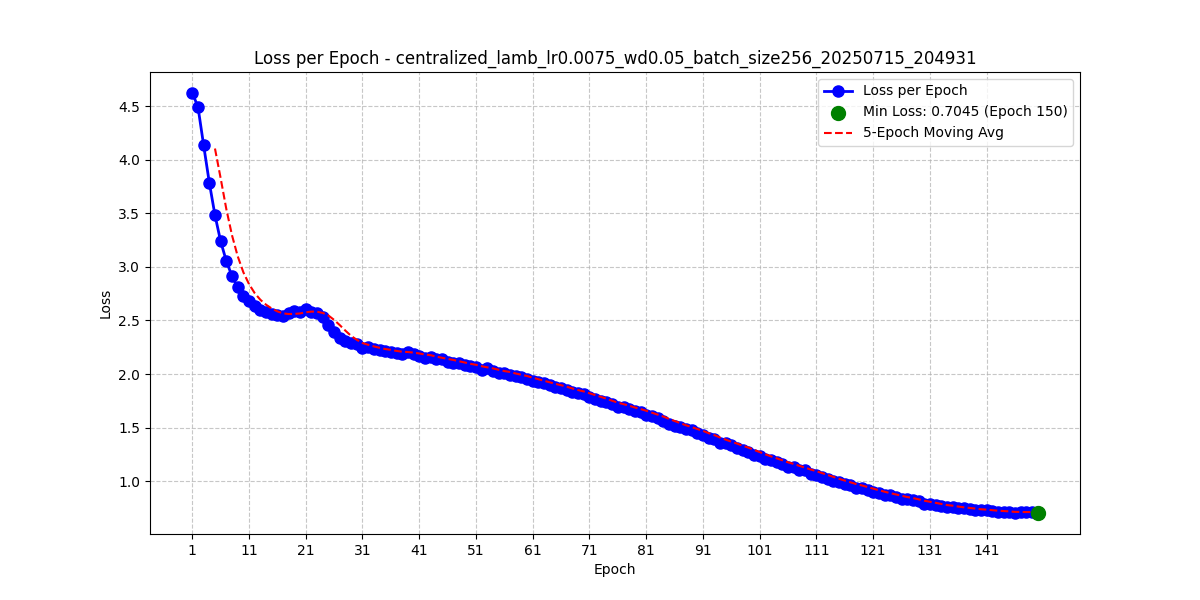 Loss per Epoch - centralized_lamb_lr0.0075_wd0.05_batch_size256_20250715_204931
Loss per Epoch
Min Loss: 0.7045 (Epoch 150)
5-Epoch Moving Avg
Loss
4.5
4.0
3.5
3.0
2.5
2.0
1.5
1.0
1 11 21 31 41 51 61 71 81 91 101 111 121 131 141
Epoch